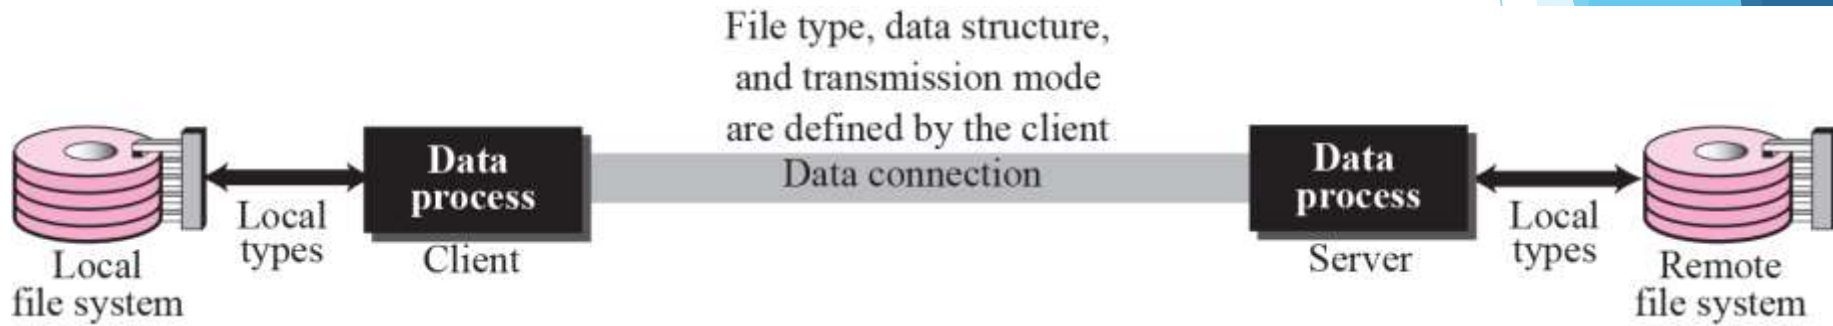 File type, data structure,
and transmission mode
are defined by the client
Data connection
Data
process
Data
process
Local
types
Local
types
Client
Server
Local
file system
Remote
file system